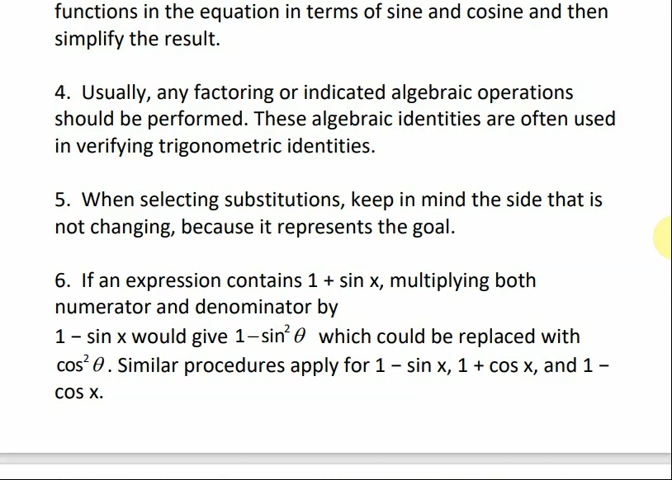 functions in the equation in terms of sine and cosine and then
simplify the result.
4. Usually, any factoring or indicated algebraic operations
should be performed. These algebraic identities are often used
in verifying trigonometric identities.
5. When selecting substitutions, keep in mind the side that is
not changing, because it represents the goal.
6. If an expression contains 1 + sin x, multiplying both
numerator and denominator by
1 − sin x would give 1−sin² θ which could be replaced with
cos² θ. Similar procedures apply for 1 − sin x, 1 + cos x, and 1 −
cos x.